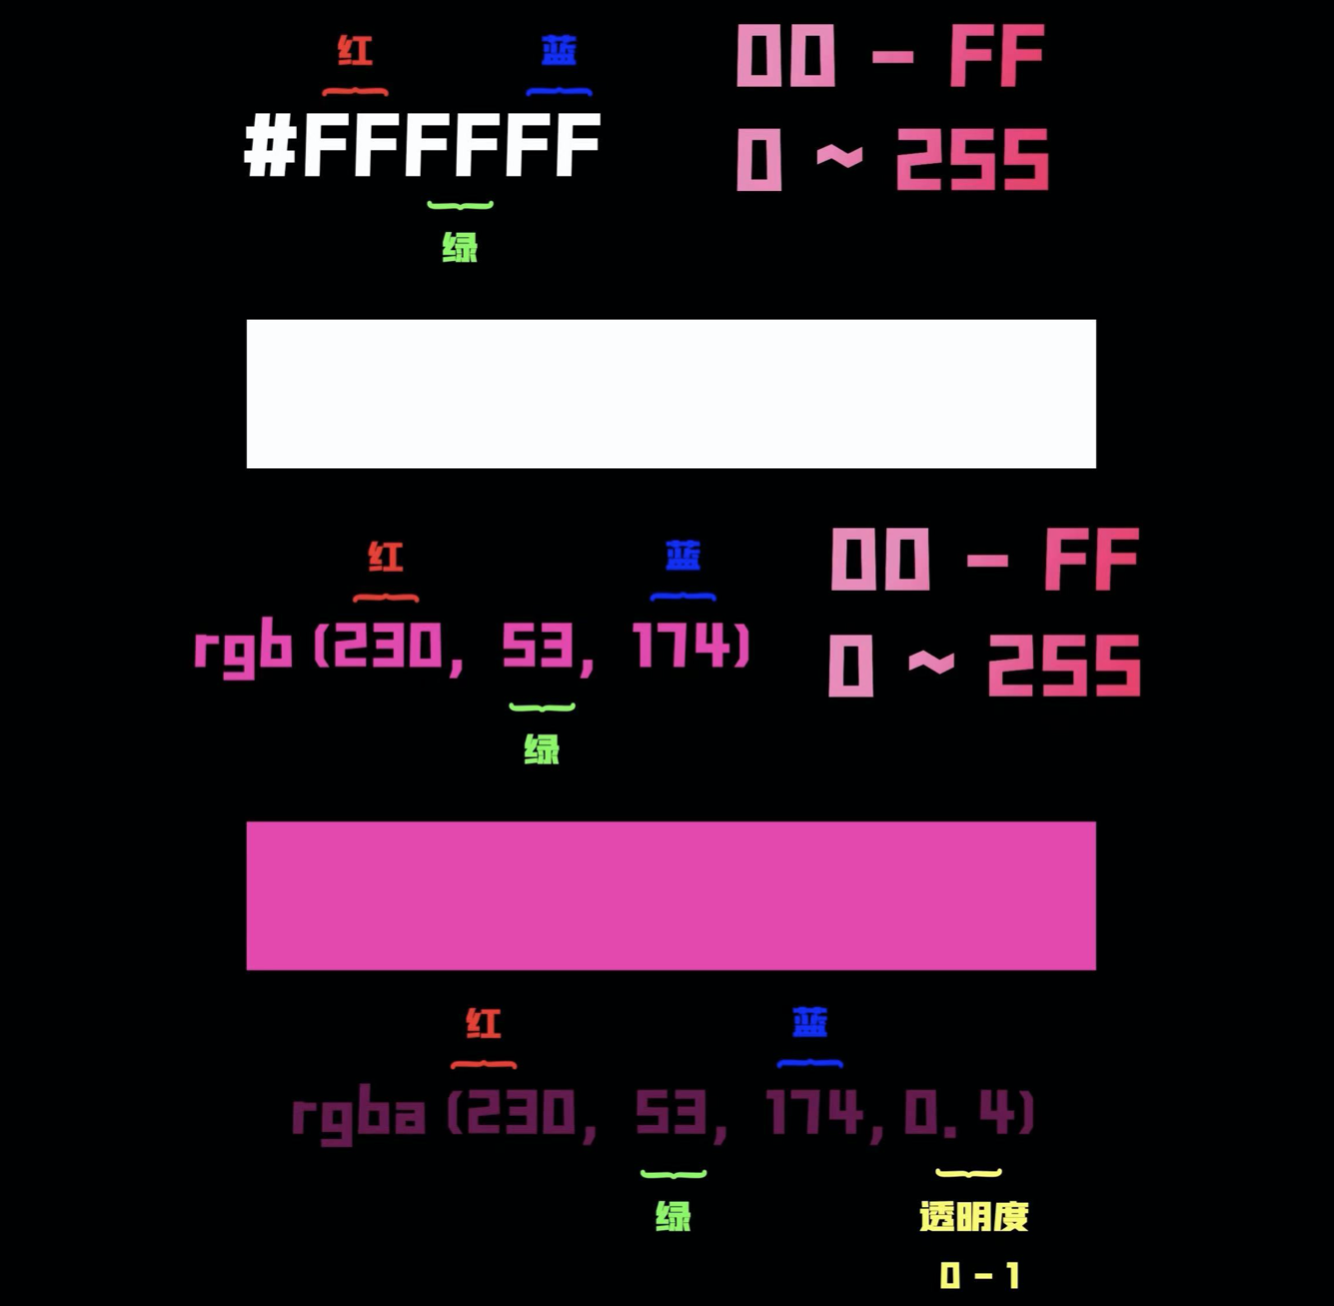 红 蓝
#FFFFFF
绿
00 - FF
0 ~ 255
红 蓝
rgb (230, 53, 174)
绿
00 - FF
0 ~ 255
红 蓝
rgba (230, 53, 174, 0.4)
绿 透明度
0 - 1